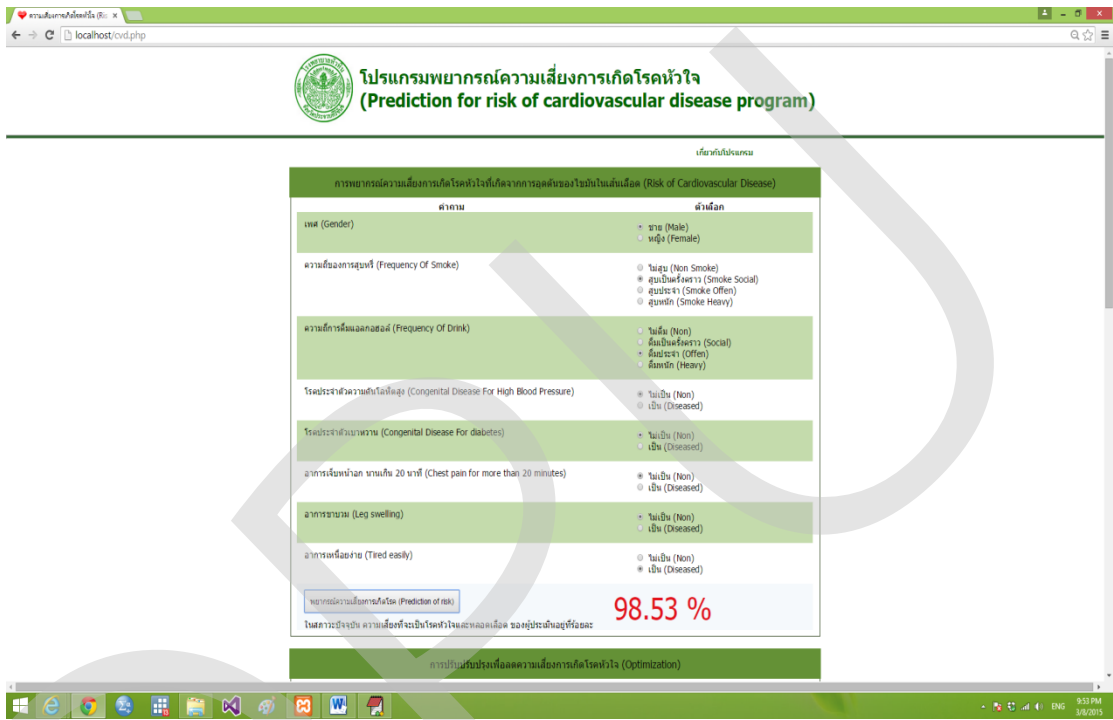 ความเสี่ยงการเกิดโรคหัวใจ (Ris
localhost/cvd.php
โปรแกรมพยากรณ์ความเสี่ยงการเกิดโรคหัวใจ
(Prediction for risk of cardiovascular disease program)
เกี่ยวกับโปรแกรม
การพยากรณ์ความเสี่ยงการเกิดโรคหัวใจที่เกิดจากการอุดตันของไขมันในเส้นเลือด (Risk of Cardiovascular Disease)
คำถาม ตัวเลือก
เพศ (Gender)
ชาย (Male)
หญิง (Female)
ความถี่ของการสูบหรี่ (Frequency Of Smoke)
ไม่สูบ (Non Smoke)
สูบเป็นครั้งคราว (Smoke Social)
สูบประจำ (Smoke Offen)
สูบหนัก (Smoke Heavy)
ความถี่การดื่มแอลกอฮอล์ (Frequency Of Drink)
ไม่ดื่ม (Non)
ดื่มเป็นครั้งคราว (Social)
ดื่มประจำ (Offen)
ดื่มหนัก (Heavy)
โรคประจำตัวความดันโลหิตสูง (Congenital Disease For High Blood Pressure)
ไม่เป็น (Non)
เป็น (Diseased)
โรคประจำตัวเบาหวาน (Congenital Disease For diabetes)
ไม่เป็น (Non)
เป็น (Diseased)
อาการเจ็บหน้าอก นานเกิน 20 นาที (Chest pain for more than 20 minutes)
ไม่เป็น (Non)
เป็น (Diseased)
อาการขาบวม (Leg swelling)
ไม่เป็น (Non)
เป็น (Diseased)
อาการเหนื่อยง่าย (Tired easily)
ไม่เป็น (Non)
เป็น (Diseased)
พยากรณ์ความเสี่ยงการเกิดโรค (Prediction of risk)
98.53 %
ในสภาวะปัจจุบัน ความเสี่ยงที่จะเป็นโรคหัวใจและหลอดเลือด ของผู้ประเมินอยู่ที่ร้อยละ
การปรับปรับปรุงเพื่อลดความเสี่ยงการเกิดโรคหัวใจ (Optimization)
ENG
9:53 PM
3/8/2015